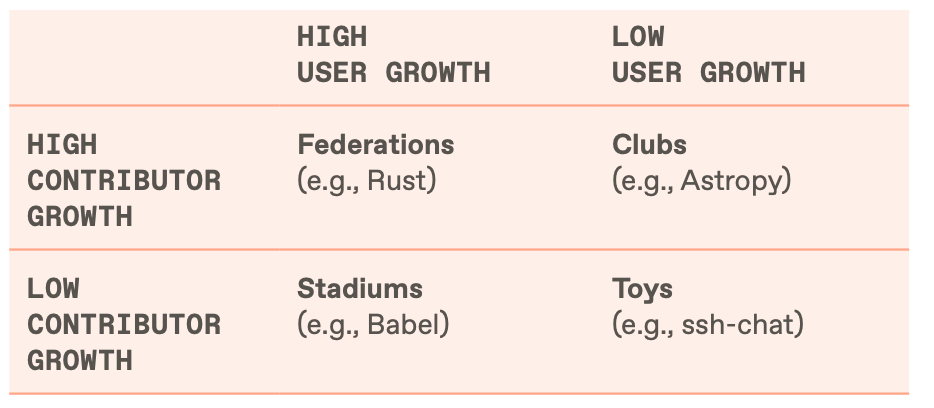 HIGH
USER GROWTH
LOW
USER GROWTH
HIGH
CONTRIBUTOR
GROWTH
Federations
(e.g., Rust)
Clubs
(e.g., Astropy)
LOW
CONTRIBUTOR
GROWTH
Stadiums
(e.g., Babel)
Toys
(e.g., ssh-chat)